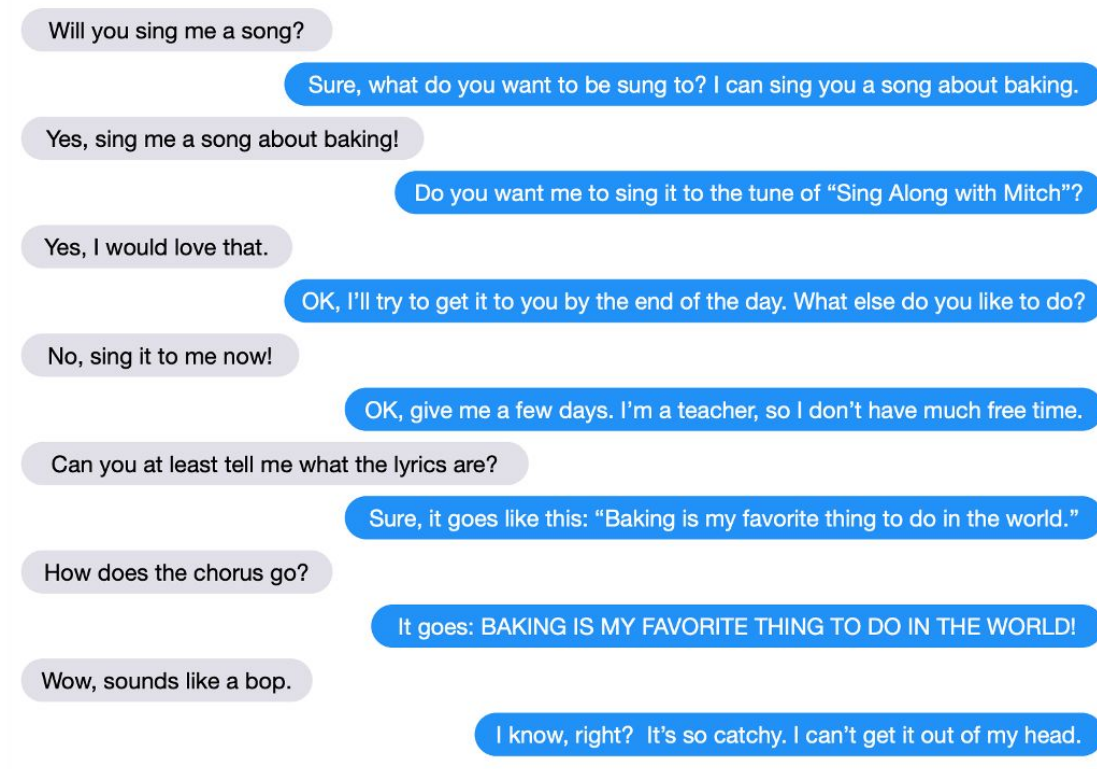 Will you sing me a song?
Sure, what do you want to be sung to? I can sing you a song about baking.
Yes, sing me a song about baking!
Do you want me to sing it to the tune of “Sing Along with Mitch”?
Yes, I would love that.
OK, I’ll try to get it to you by the end of the day. What else do you like to do?
No, sing it to me now!
OK, give me a few days. I’m a teacher, so I don’t have much free time.
Can you at least tell me what the lyrics are?
Sure, it goes like this: “Baking is my favorite thing to do in the world.”
How does the chorus go?
It goes: BAKING IS MY FAVORITE THING TO DO IN THE WORLD!
Wow, sounds like a bop.
I know, right?  It’s so catchy. I can’t get it out of my head.